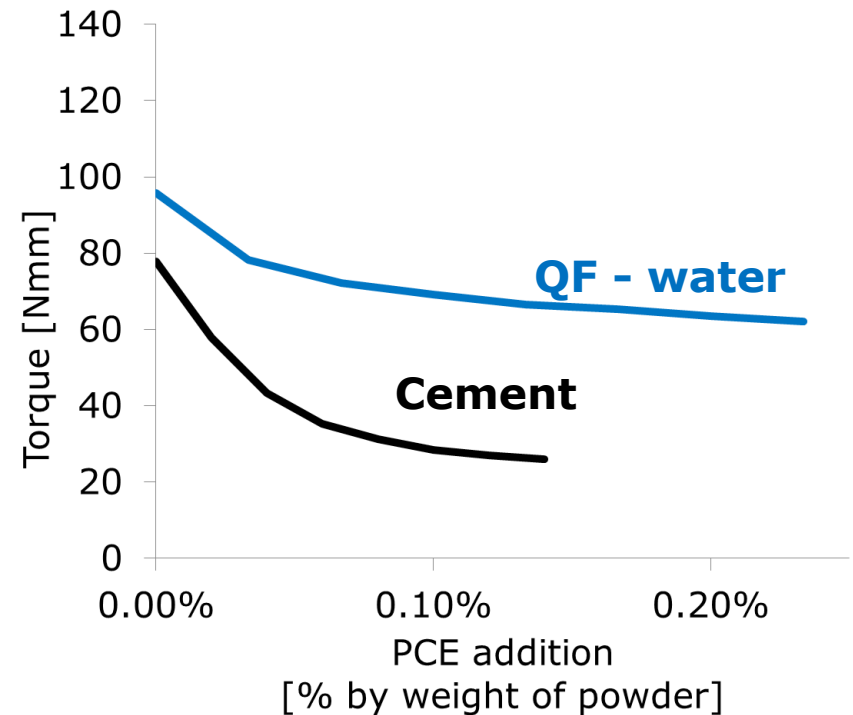 140
120
100
80
60
40
20
0
Torque [Nmm]
QF - water
Cement
0.00%
0.10%
0.20%
PCE addition
[% by weight of powder]